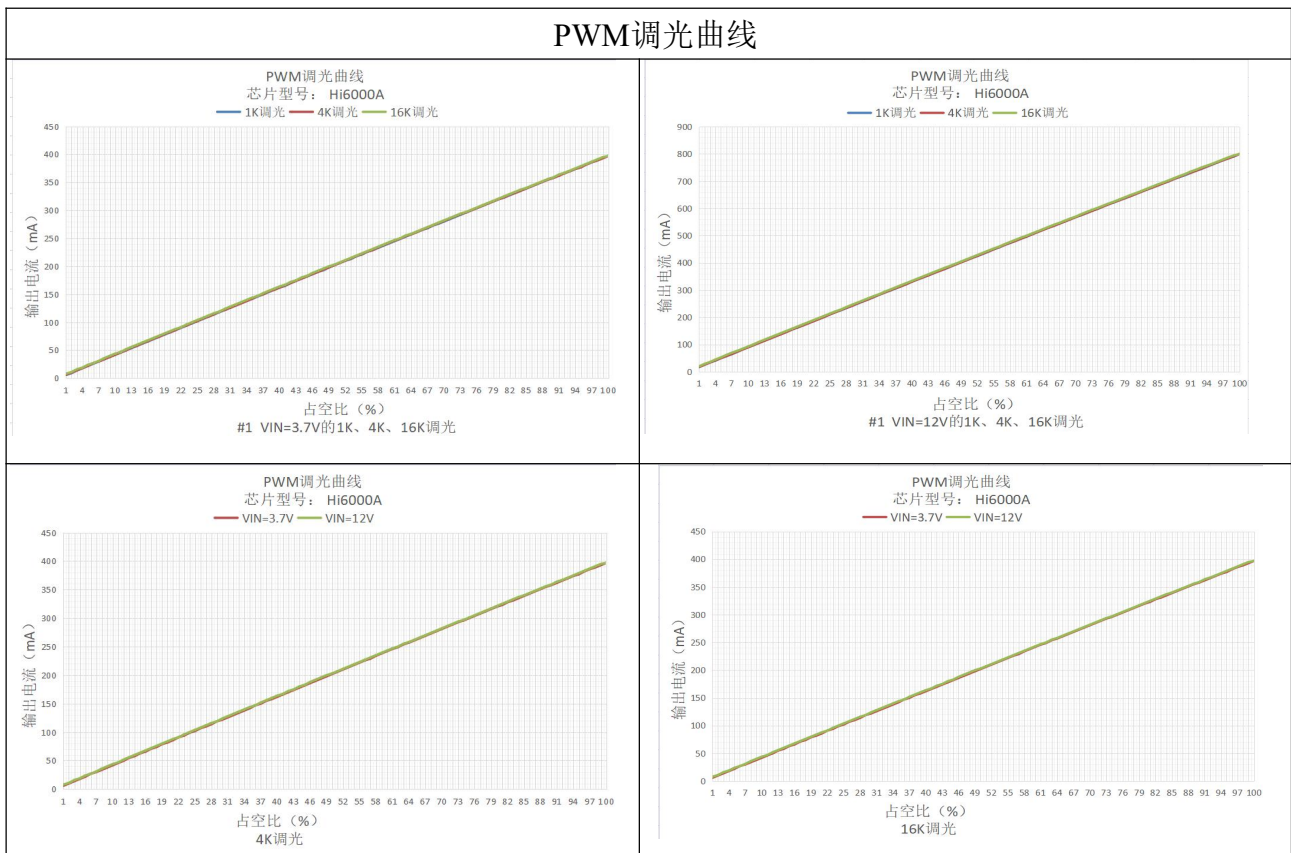 PWM调光曲线
PWM调光曲线
芯片型号： Hi6000A
1K调光 4K调光 16K调光
450
400
350
300
250
200
150
100
50
0
输出电流（mA）
1 4 7 10 13 16 19 22 25 28 31 34 37 40 43 46 49 52 55 58 61 64 67 70 73 76 79 82 85 88 91 94 97 100
占空比（%）
#1 VIN=3.7V的1K、4K、16K调光
PWM调光曲线
芯片型号： Hi6000A
1K调光 4K调光 16K调光
900
800
700
600
500
400
300
200
100
0
输出电流（mA）
1 4 7 10 13 16 19 22 25 28 31 34 37 40 43 46 49 52 55 58 61 64 67 70 73 76 79 82 85 88 91 94 97 100
占空比（%）
#1 VIN=12V的1K、4K、16K调光
PWM调光曲线
芯片型号： Hi6000A
VIN=3.7V VIN=12V
450
400
350
300
250
200
150
100
50
0
输出电流（mA）
1 4 7 10 13 16 19 22 25 28 31 34 37 40 43 46 49 52 55 58 61 64 67 70 73 76 79 82 85 88 91 94 97 100
占空比（%）
4K调光
PWM调光曲线
芯片型号： Hi6000A
VIN=3.7V VIN=12V
450
400
350
300
250
200
150
100
50
0
输出电流（mA）
1 4 7 10 13 16 19 22 25 28 31 34 37 40 43 46 49 52 55 58 61 64 67 70 73 76 79 82 85 88 91 94 97 100
占空比（%）
16K调光